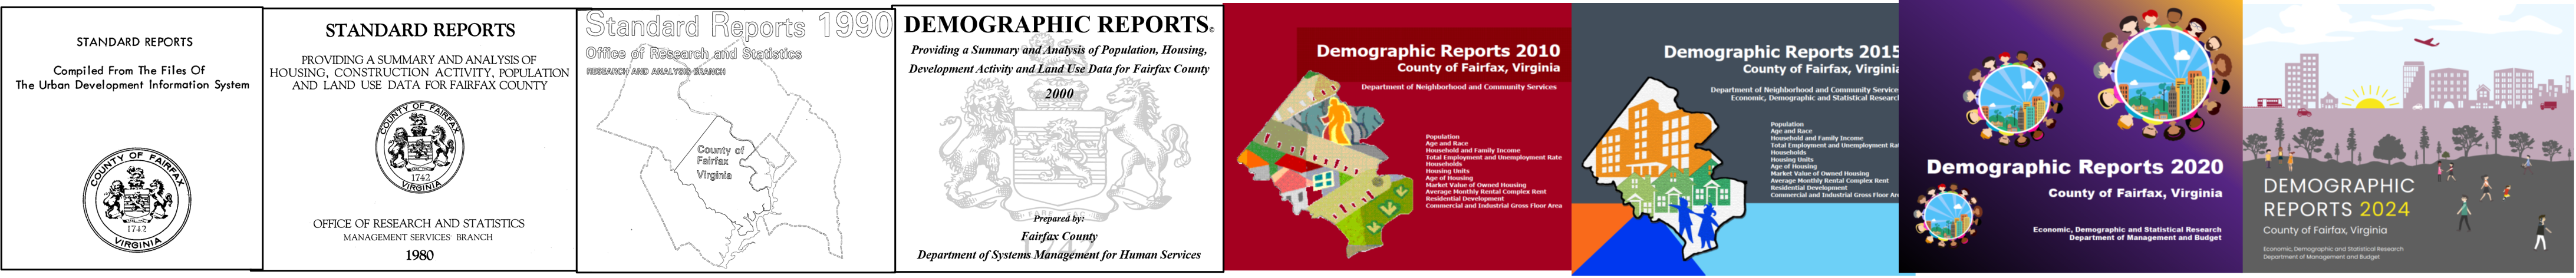 STANDARD REPORTS
Compiled From The Files Of
The Urban Development Information System
COUNTY OF FAIRFAX
1742
VIRGINIA
STANDARD REPORTS
PROVIDING A SUMMARY AND ANALYSIS OF
HOUSING, CONSTRUCTION ACTIVITY, POPULATION
AND LAND USE DATA FOR FAIRFAX COUNTY
COUNTY OF FAIRFAX
1742
VIRGINIA
OFFICE OF RESEARCH AND STATISTICS
MANAGEMENT SERVICES BRANCH
1980
Standard Reports 1990
Office of Research and Statistics
RESEARCH AND ANALYSIS BRANCH
County of
Fairfax
Virginia
DEMOGRAPHIC REPORTS©
Providing a Summary and Analysis of Population, Housing,
Development Activity and Land Use Data for Fairfax County
2000
Prepared by:
Fairfax County
1742
Department of Systems Management for Human Services
Demographic Reports 2010
County of Fairfax, Virginia
Department of Neighborhood and Community Services
Population
Age and Race
Household and Family Income
Total Employment and Unemployment Rate
Households
Housing Units
Age of Housing
Market Value of Owned Housing
Average Monthly Rental Complex Rent
Residential Development
Commercial and Industrial Gross Floor Area
Demographic Reports 2015
County of Fairfax, Virginia
Department of Neighborhood and Community Service
Economic, Demographic and Statistical Researc
Population
Age and Race
Household and Family Income
Total Employment and Unemployment Ra
Households
Housing Units
Age of Housing
Market Value of Owned Housing
Average Monthly Rental Complex Rent
Residential Development
Commercial and Industrial Gross Floor Ar
Demographic Reports 2020
County of Fairfax, Virginia
Economic, Demographic and Statistical Research
Department of Management and Budget
DEMOGRAPHIC
REPORTS 2024
County of Fairfax, Virginia
Economic, Demographic and Statistical Research
Department of Management and Budget